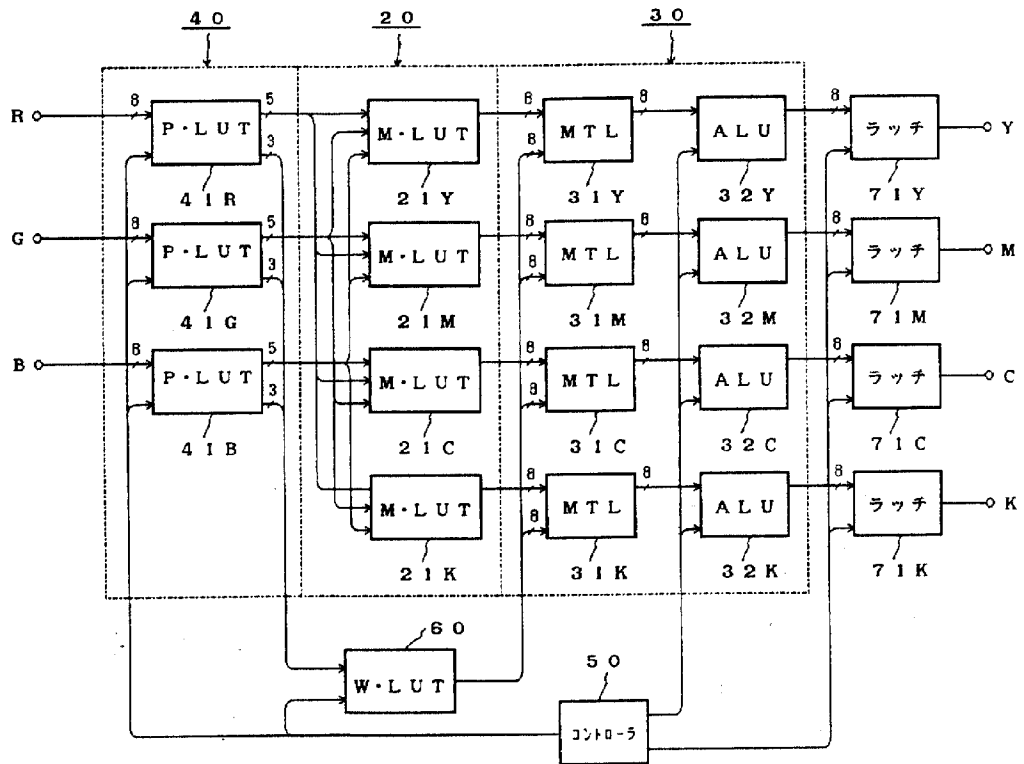 40 20 30
R 8 P・LUT 5 3 M・LUT 8 8 MTL 8 ALU 8 ラッチ Y
41R 21Y 31Y 32Y 71Y
G 8 P・LUT 5 3 M・LUT 8 8 MTL 8 ALU 8 ラッチ M
41G 21M 31M 32M 71M
B 8 P・LUT 5 3 M・LUT 8 8 MTL 8 ALU 8 ラッチ C
41B 21C 31C 32C 71C
M・LUT 8 8 MTL 8 ALU 8 ラッチ K
21K 31K 32K 71K
60 50
W・LUT コントローラ